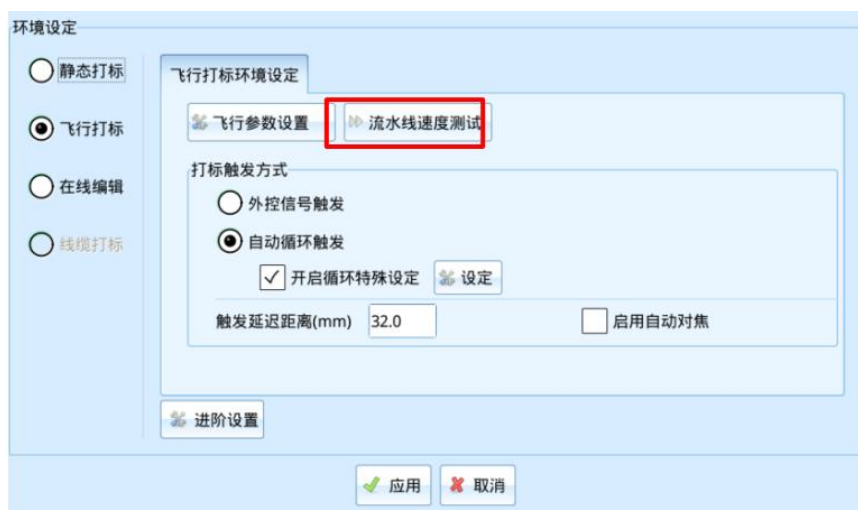 环境设定
静态打标
飞行打标环境设定
飞行打标
飞行参数设置
流水线速度测试
打标触发方式
在线编辑
外控信号触发
线缆打标
自动循环触发
开启循环特殊设定
设定
触发延迟距离(mm)
32.0
启用自动对焦
进阶设置
应用
取消